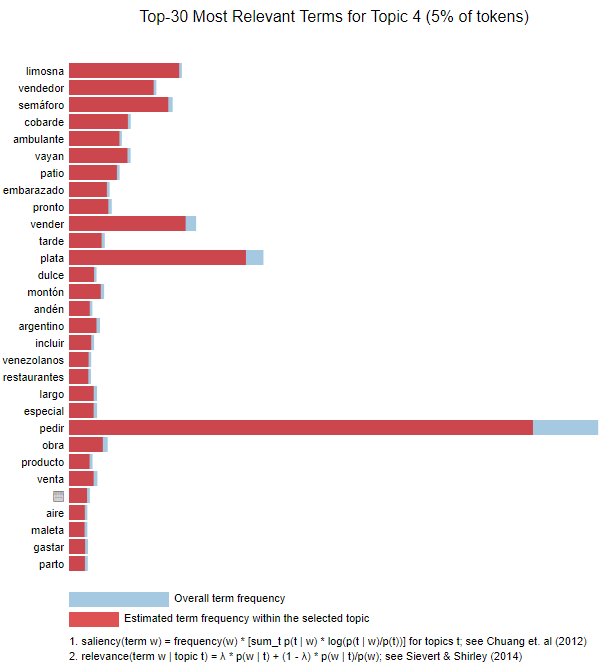 Top-30 Most Relevant Terms for Topic 4 (5% of tokens)
limosna
vendedor
semáforo
cobarde
ambulante
vayan
patio
embarazado
pronto
vender
tarde
plata
dulce
montón
andén
argentino
incluir
venezolanos
restaurantes
largo
especial
pedir
obra
producto
venta
aire
maleta
gastar
parto
Overall term frequency
Estimated term frequency within the selected topic
1. saliency(term w) = frequency(w) * [sum_t p(t | w) * log(p(t | w)/p(t))] for topics t; see Chuang et. al (2012)
2. relevance(term w | topic t) = λ * p(w | t) + (1 - λ) * p(w | t)/p(w); see Sievert & Shirley (2014)